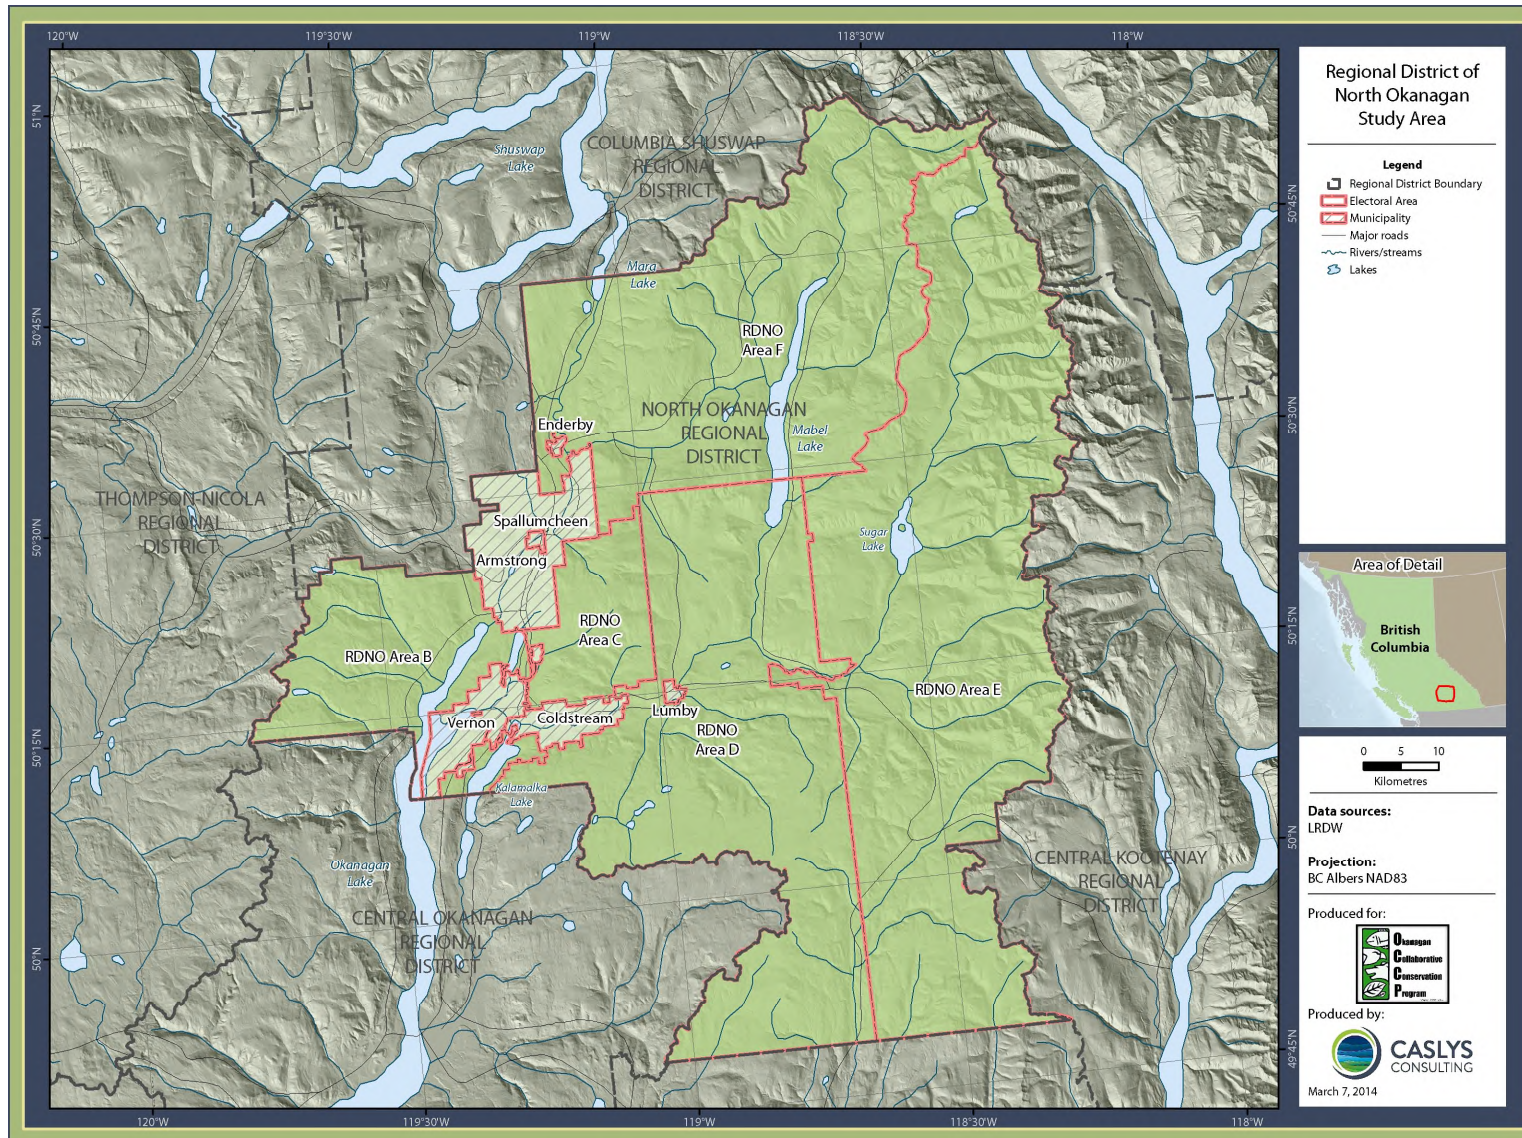 120°W
119°30'W
119°W
118°30'W
118°W
51°N
50°45'N
50°30'N
50°15'N
50°N
50°45'N
50°30'N
50°15'N
50°N
49°45'N
120°W
119°30'W
119°W
118°30'W
118°W
Shuswap
Lake
COLUMBIA SHUSWAP
REGIONAL
DISTRICT
Mara
Lake
RDNO
Area F
NORTH OKANAGAN
REGIONAL
DISTRICT
Mabel
Lake
Enderby
THOMPSON-NICOLA
REGIONAL
DISTRICT
Spallumcheen
Armstrong
Sugar
Lake
RDNO
Area C
RDNO Area B
RDNO Area E
Vernon
Coldstream
Lumby
RDNO
Area D
Kalamalka
Lake
Okanagan
Lake
CENTRAL OKANAGAN
REGIONAL
DISTRICT
CENTRAL KOOTENAY
REGIONAL
DISTRICT
Regional District of
North Okanagan
Study Area
Legend
Regional District Boundary
Electoral Area
Municipality
Major roads
Rivers/streams
Lakes
Area of Detail
British
Columbia
0 5 10
Kilometres
Data sources:
LRDW
Projection:
BC Albers NAD83
Produced for:
Okanagan
Collaborative
Conservation
Program
Produced by:
CASLYS
CONSULTING
March 7, 2014